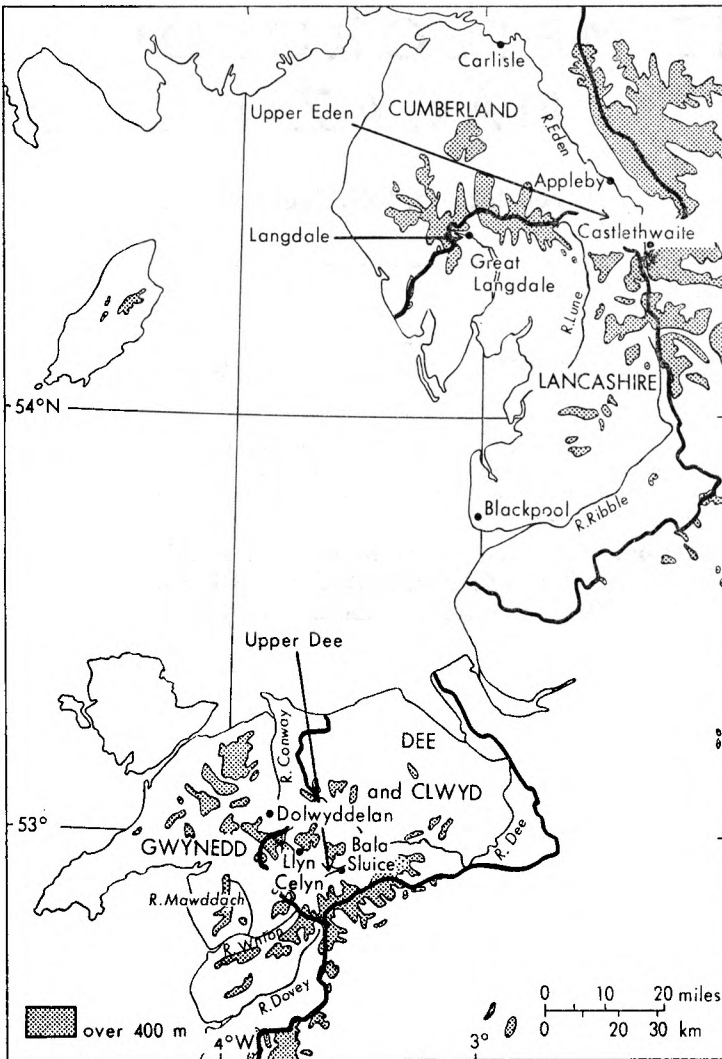 Carlisle
Upper Eden
CUMBERLAND
R.Eden
Appleby
Langdale
Castlethwaite
Great
Langdale
R.Lune
LANCASHIRE
54°N
Blackpool
R.Ribble
Upper Dee
R. Conway
DEE
and CLWYD
Dolwyddelan
53°
GWYNEDD
Llyn
Celyn
Bala
Sluice
R. Dee
R. Mawddach
R. Wnion
R. Dovey
0 10 20 miles
0 20 30 km
over 400 m
4°W
3°